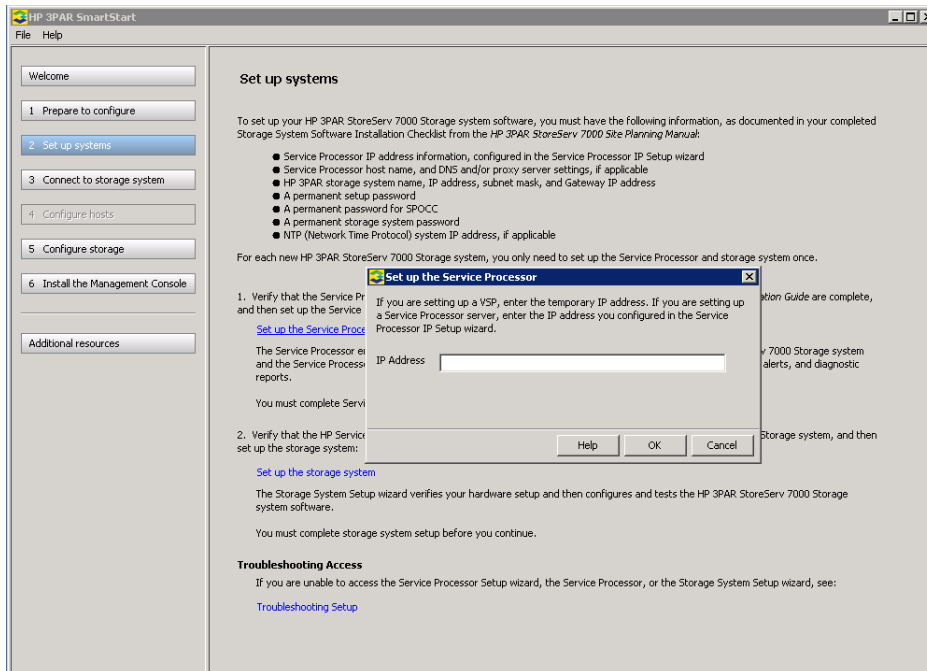 HP 3PAR SmartStart
File Help
Welcome
1 Prepare to configure
2 Set up systems
3 Connect to storage system
4 Configure hosts
5 Configure storage
6 Install the Management Console
Additional resources
Set up systems
To set up your HP 3PAR StoreServ 7000 Storage system software, you must have the following information, as documented in your completed
Storage System Software Installation Checklist from the HP 3PAR StoreServ 7000 Site Planning Manual:
● Service Processor IP address information, configured in the Service Processor IP Setup wizard
● Service Processor host name, and DNS and/or proxy server settings, if applicable
● HP 3PAR storage system name, IP address, subnet mask, and Gateway IP address
● A permanent setup password
● A permanent password for SPOCC
● A permanent storage system password
● NTP (Network Time Protocol) system IP address, if applicable
For each new HP 3PAR StoreServ 7000 Storage system, you only need to set up the Service Processor and storage system once.
1. Verify that the Service Pr ation Guide are complete,
and then set up the Service
Set up the Service Proce
The Service Processor e v 7000 Storage system
and the Service Process alerts, and diagnostic
reports.
You must complete Servi
2. Verify that the HP Service Storage system, and then
set up the storage system:
Set up the storage system
The Storage System Setup wizard verifies your hardware setup and then configures and tests the HP 3PAR StoreServ 7000 Storage
system software.
You must complete storage system setup before you continue.
Troubleshooting Access
If you are unable to access the Service Processor Setup wizard, the Service Processor, or the Storage System Setup wizard, see:
Troubleshooting Setup
Set up the Service Processor
If you are setting up a VSP, enter the temporary IP address. If you are setting up
a Service Processor server, enter the IP address you configured in the Service
Processor IP Setup wizard.
IP Address
Help OK Cancel